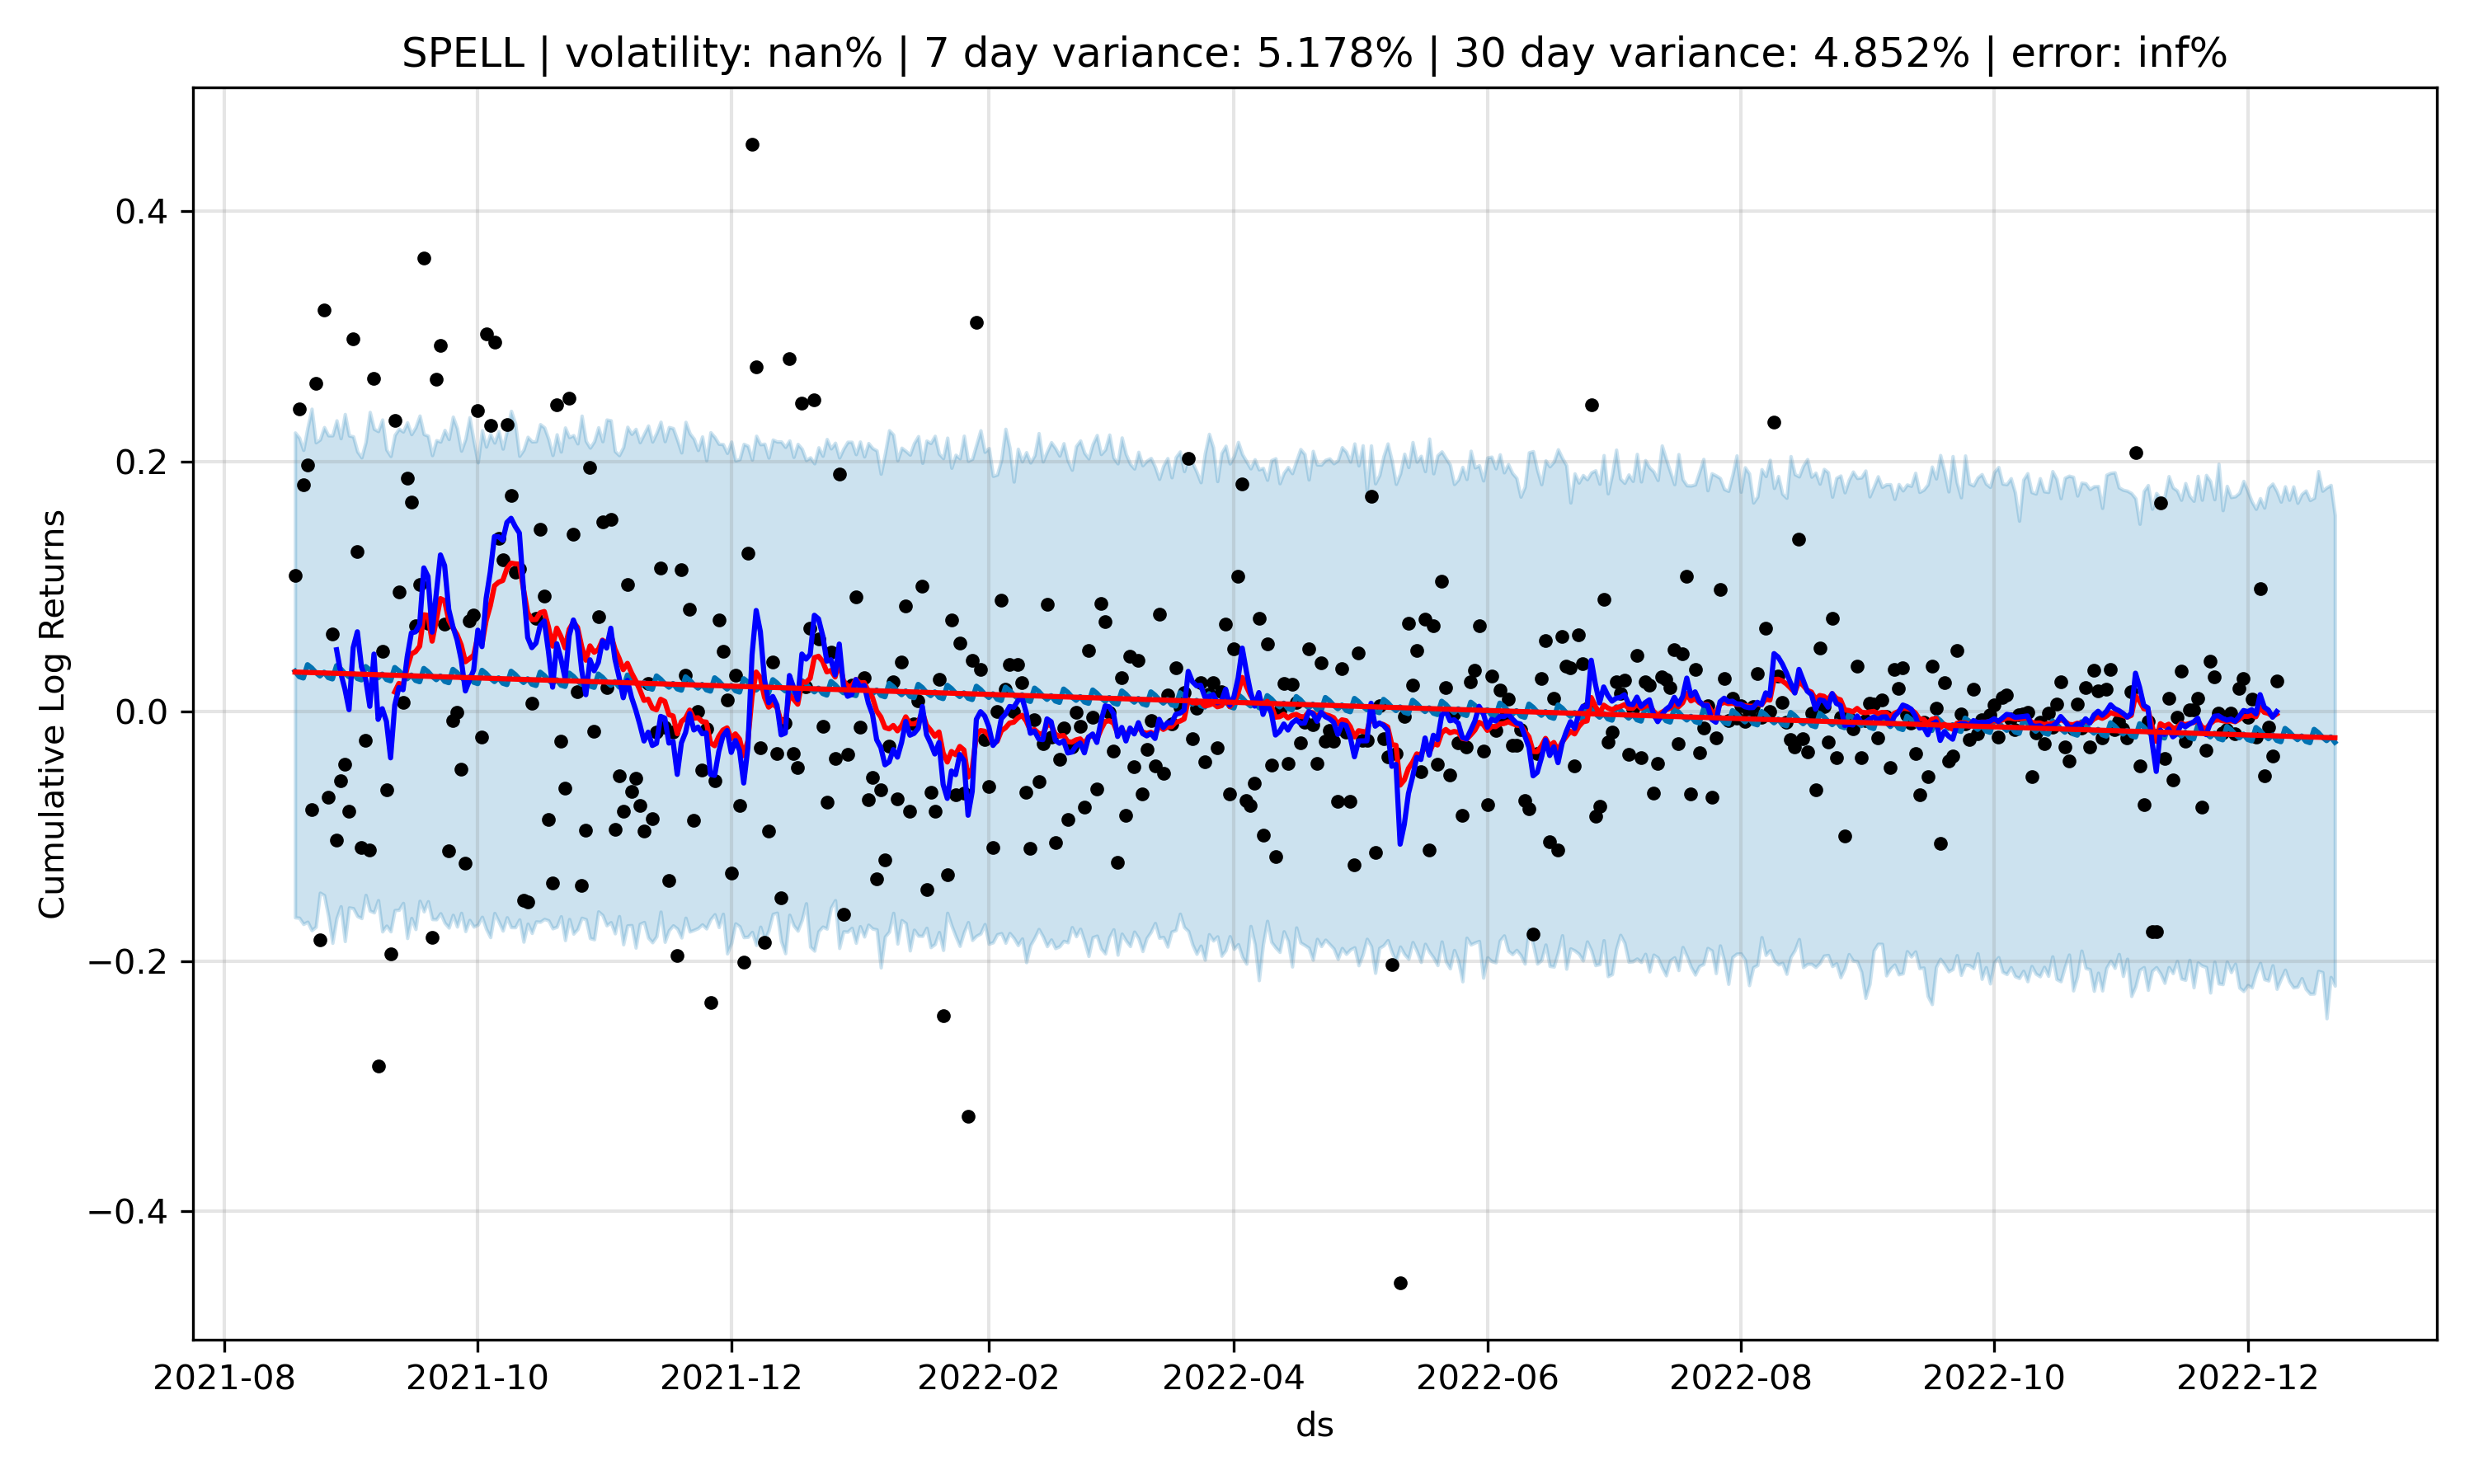 SPELL | volatility: nan% | 7 day variance: 5.178% | 30 day variance: 4.852% | error: inf%
Cumulative Log Returns
0.4
0.2
0.0
−0.2
−0.4
2021-08 2021-10 2021-12 2022-02 2022-04 2022-06 2022-08 2022-10 2022-12
ds